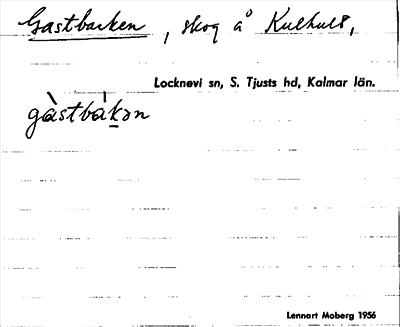 Gastbacken, skog å Kulhult,
Locknevi sn, S. Tjusts hd, Kalmar län.
gàstbàkən
Lennart Moberg 1956